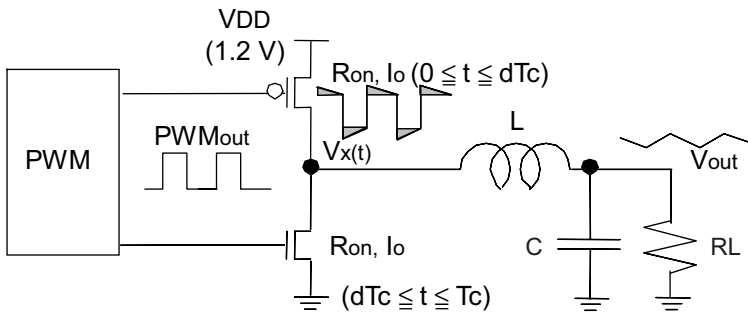 VDD
(1.2 V)
Ron, Io (0 ≦ t ≦ dTc)
L
PWMout
PWM
Vx(t)
Vout
Ron, Io
C
RL
(dTc ≦ t ≦ Tc)